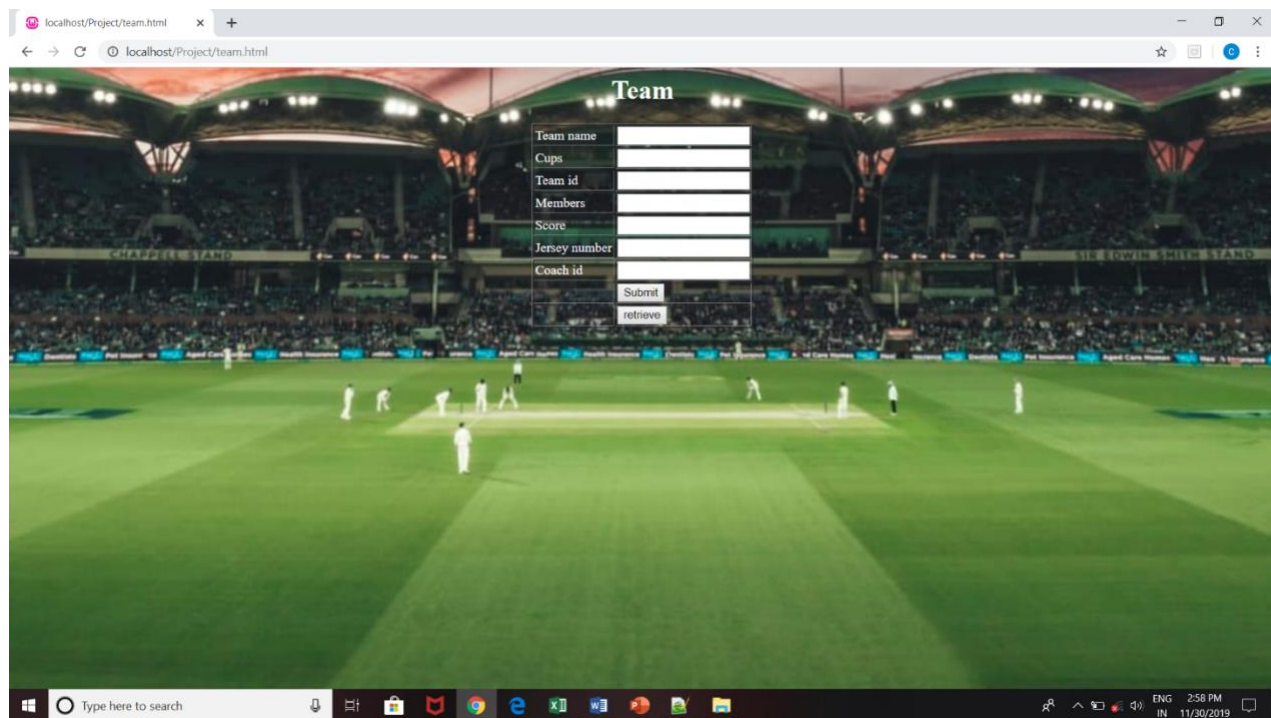 localhost/Project/team.html
localhost/Project/team.html
Team
Team name
Cups
Team id
Members
Score
Jersey number
Coach id
Submit
retrieve
CHAPPELL STAND
SIR EDWIN SMITH STAND
Type here to search
ENG
IN
2:58 PM
11/30/2019